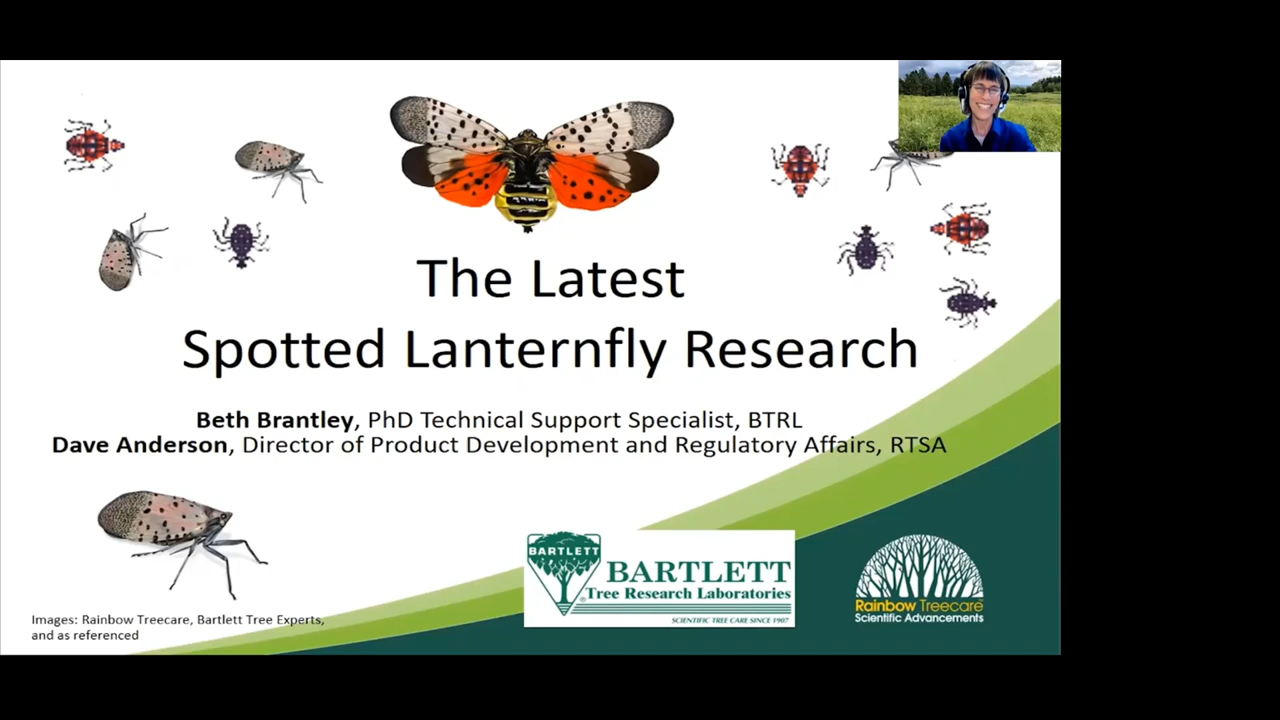 The Latest
Spotted Lanternfly Research
Beth Brantley, PhD Technical Support Specialist, BTRL
Dave Anderson, Director of Product Development and Regulatory Affairs, RTSA
BARTLETT
BARTLETT
Tree Research Laboratories
SCIENTIFIC TREE CARE SINCE 1907
Rainbow Treecare™
Scientific Advancements
Images: Rainbow Treecare, Bartlett Tree Experts,
and as referenced